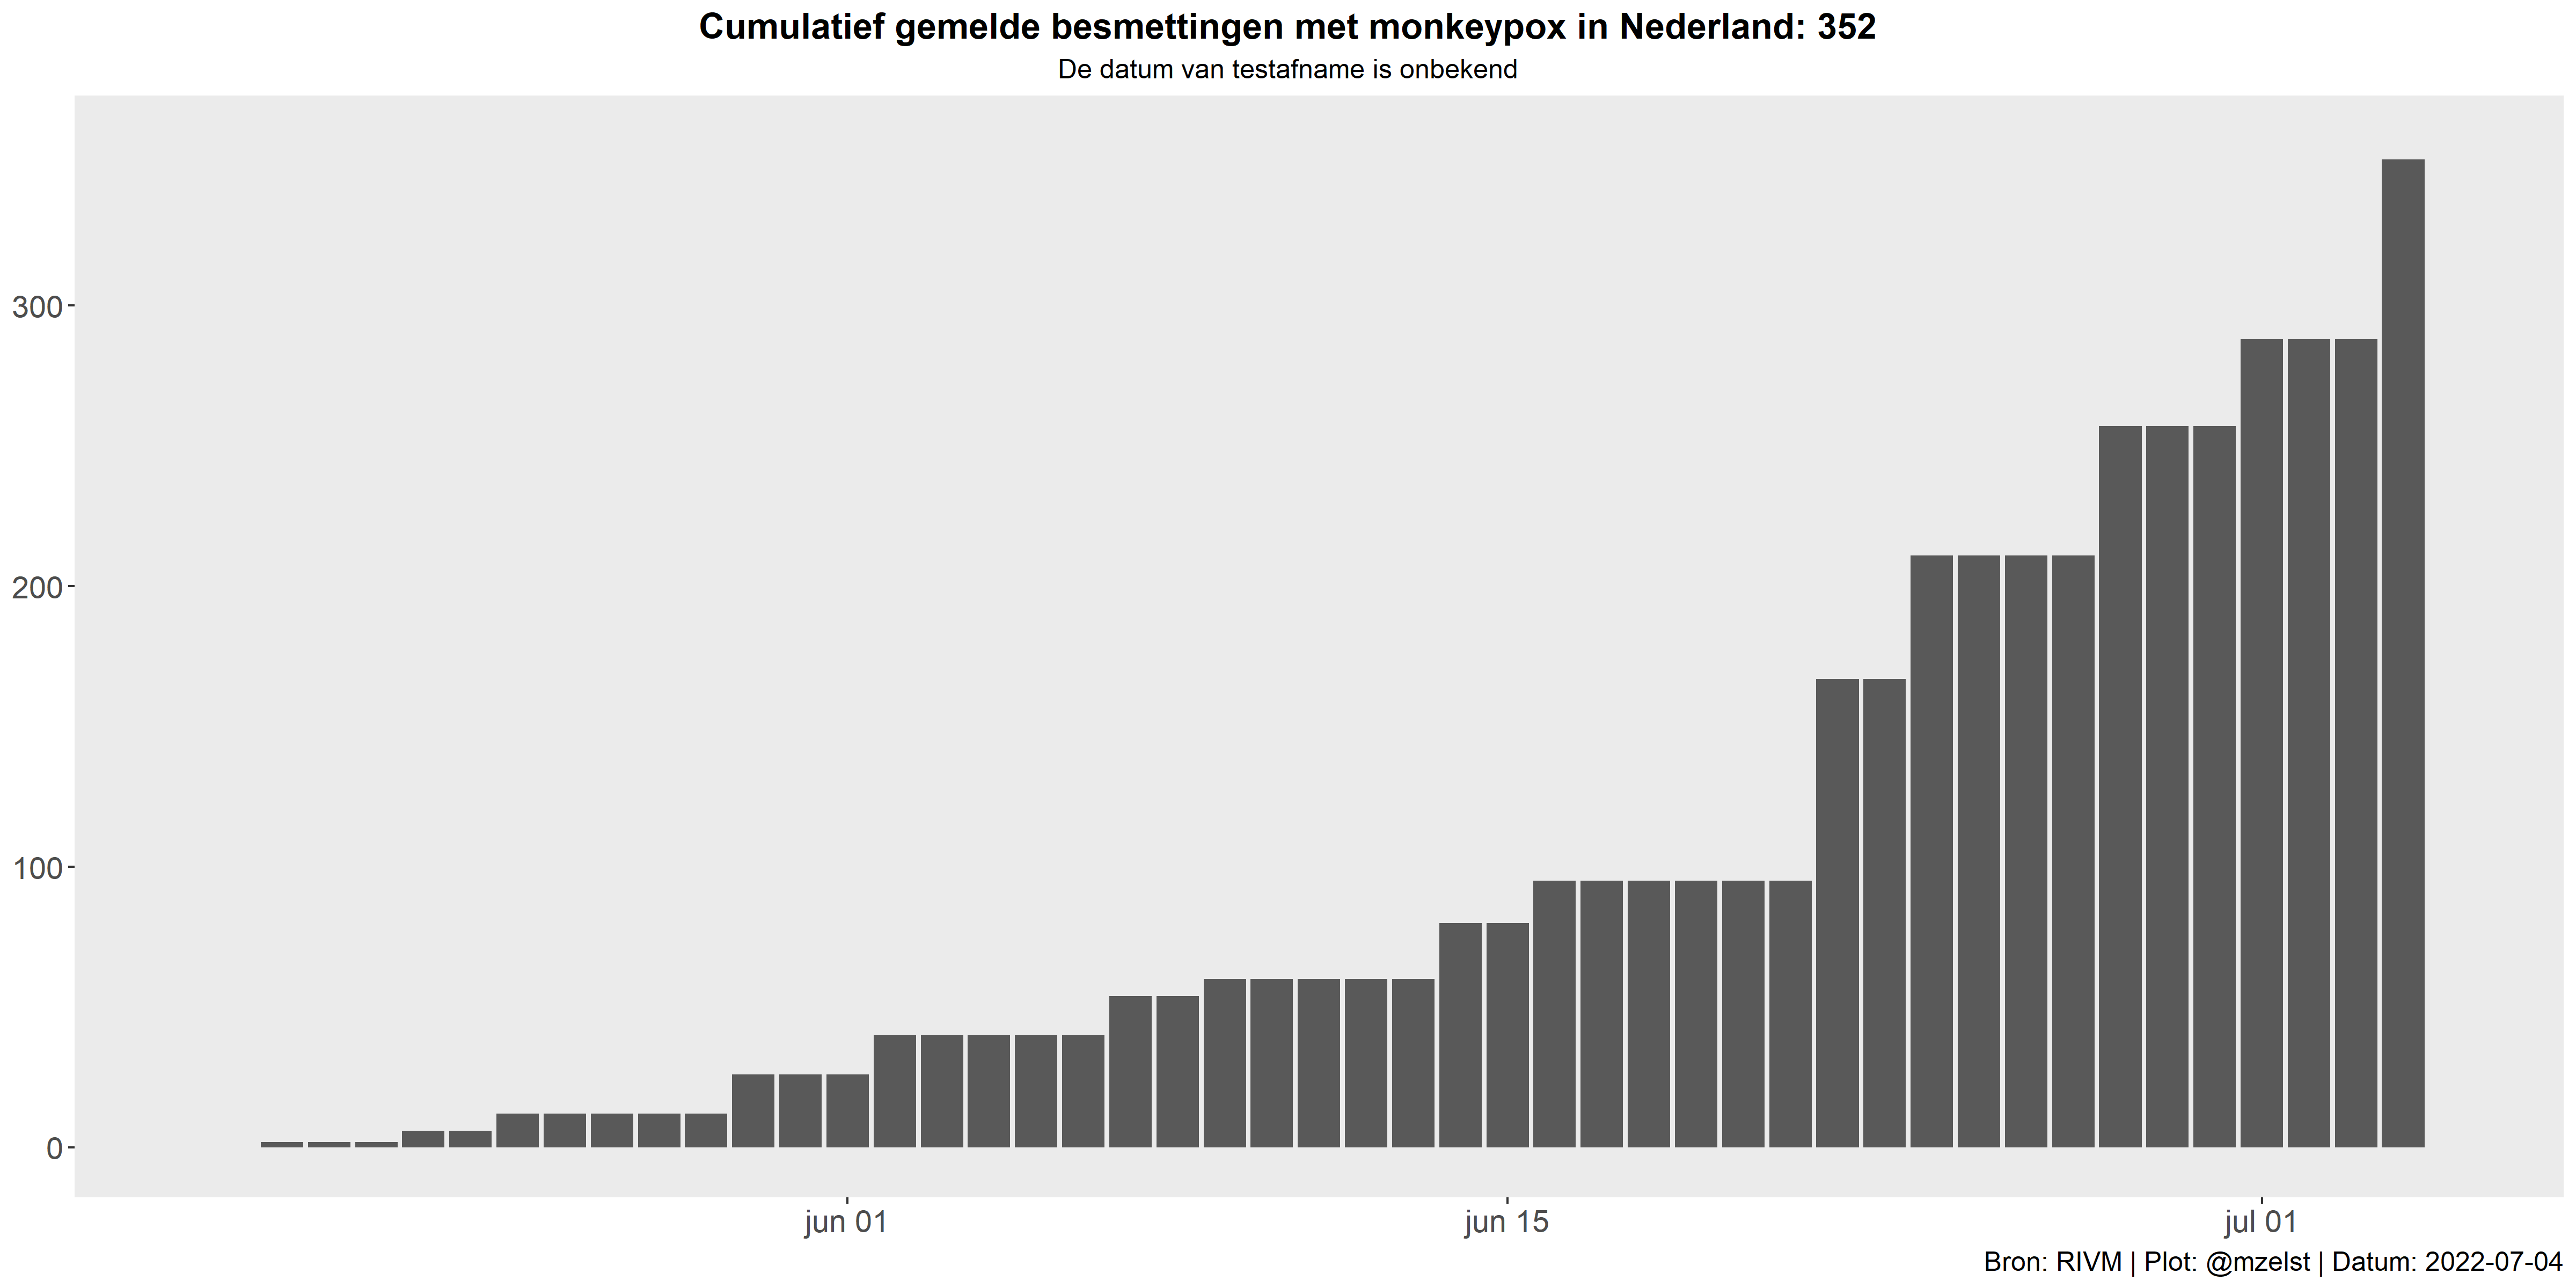 Cumulatief gemelde besmettingen met monkeypox in Nederland: 352
De datum van testafname is onbekend
300
200
100
0
jun 01
jun 15
jul 01
Bron: RIVM | Plot: @mzelst | Datum: 2022-07-04